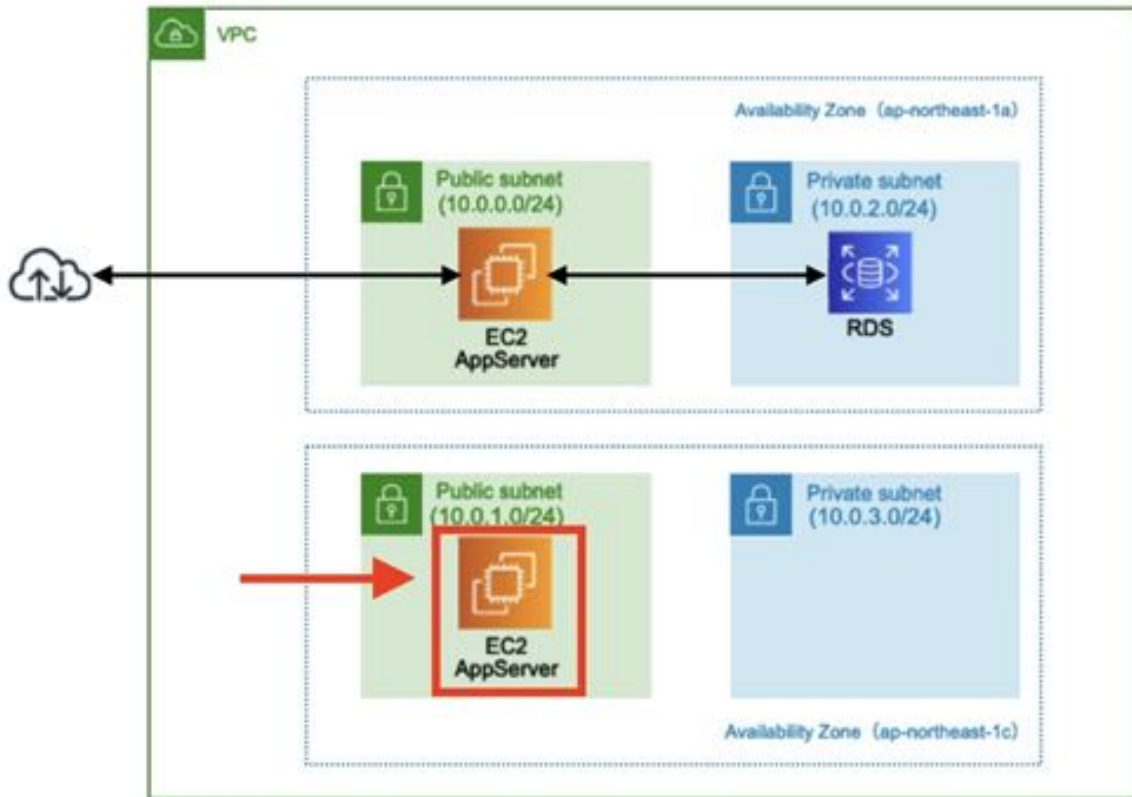 VPC
Availability Zone（ap-northeast-1a）
Public subnet
(10.0.0.0/24)
Private subnet
(10.0.2.0/24)
EC2
AppServer
RDS
Public subnet
(10.0.1.0/24)
Private subnet
(10.0.3.0/24)
EC2
AppServer
Availability Zone（ap-northeast-1c）